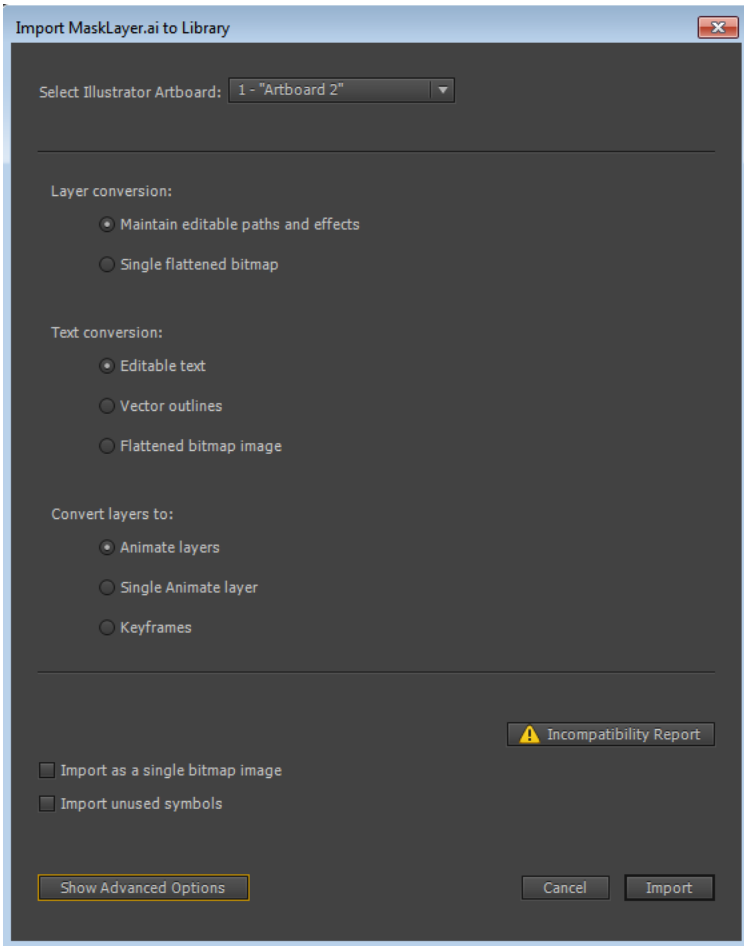 Import MaskLayer.ai to Library
Select Illustrator Artboard: 1 - "Artboard 2"
Layer conversion:
Maintain editable paths and effects
Single flattened bitmap
Text conversion:
Editable text
Vector outlines
Flattened bitmap image
Convert layers to:
Animate layers
Single Animate layer
Keyframes
Incompatibility Report
Import as a single bitmap image
Import unused symbols
Show Advanced Options Cancel Import